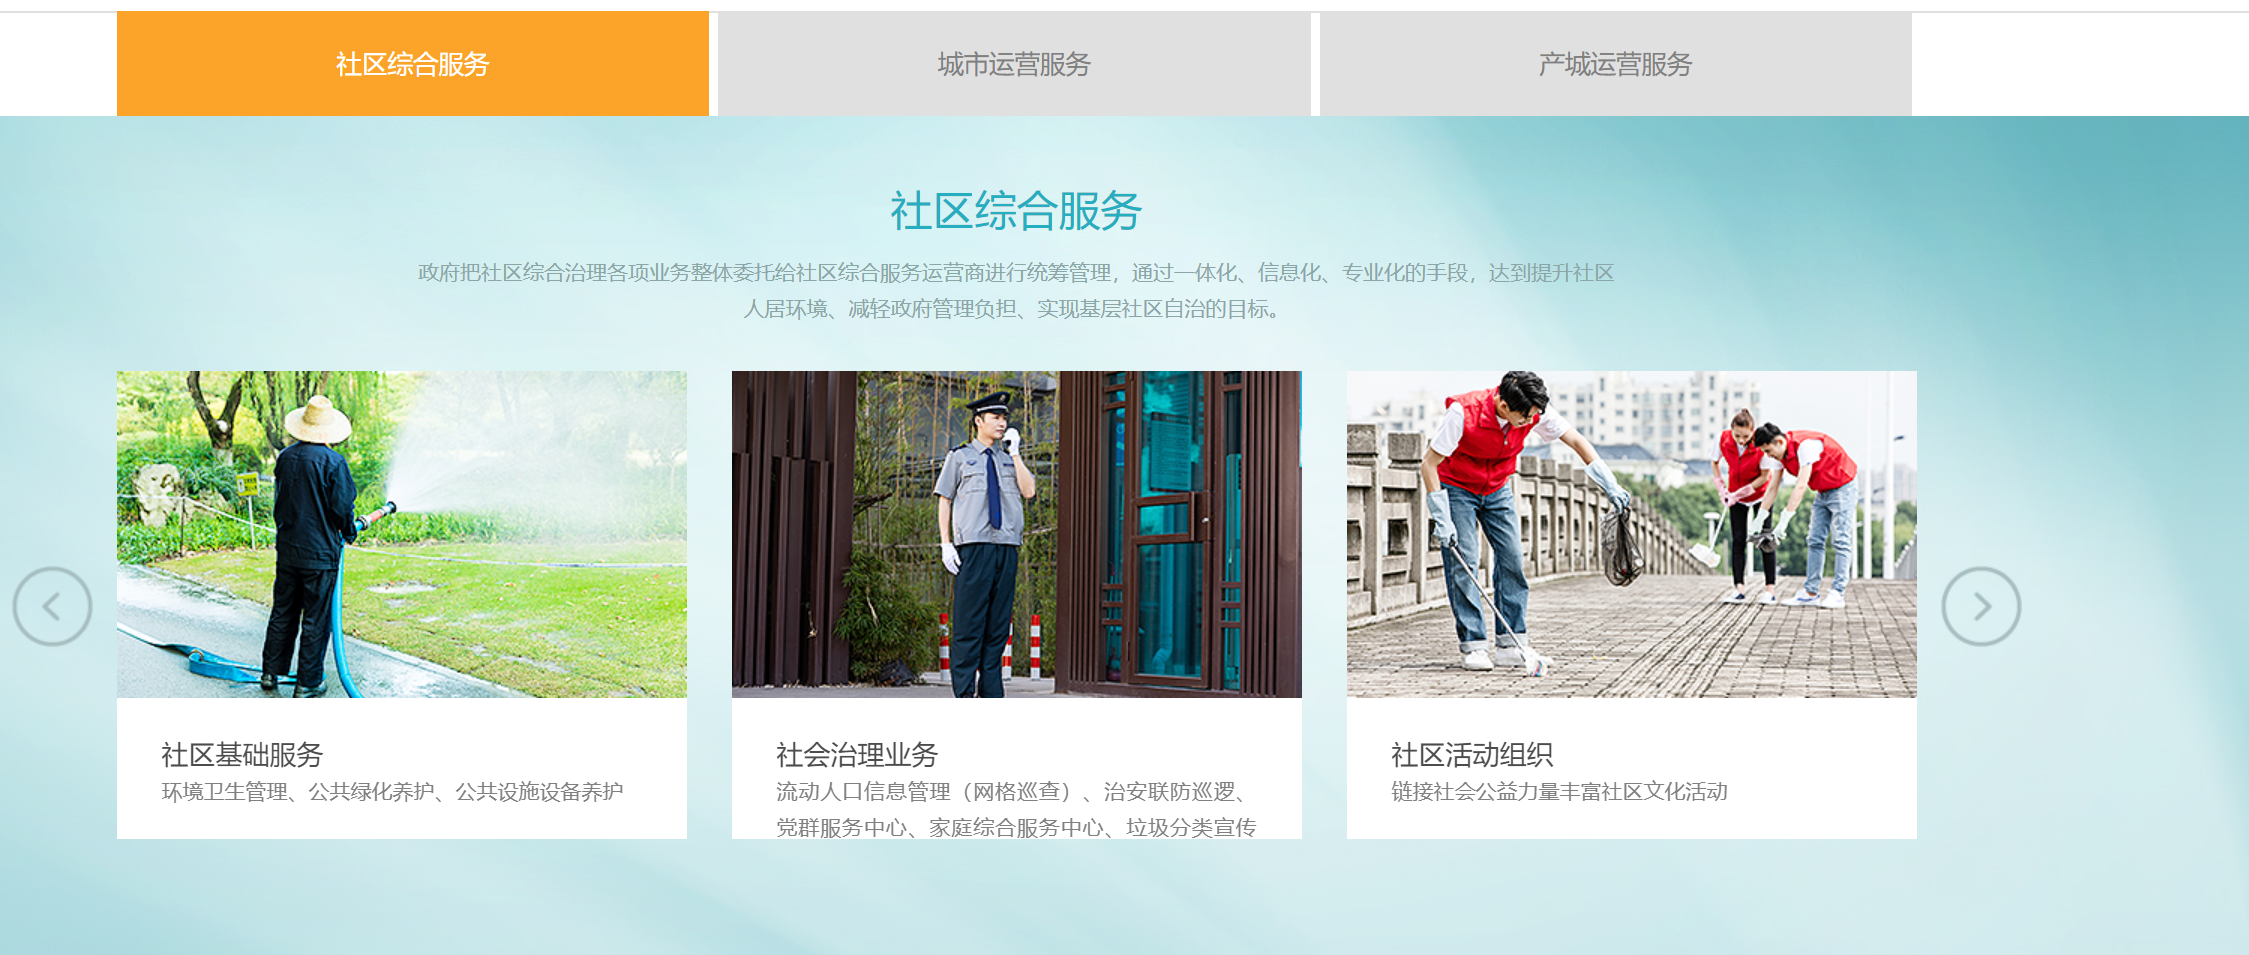 社区综合服务
城市运营服务
产城运营服务
社区综合服务
政府把社区综合治理各项业务整体委托给社区综合服务运营商进行统筹管理，通过一体化、信息化、专业化的手段，达到提升社区
人居环境、减轻政府管理负担、实现基层社区自治的目标。
社区基础服务
环境卫生管理、公共绿化养护、公共设施设备养护
社会治理业务
流动人口信息管理（网格巡查）、治安联防巡逻、
党群服务中心、家庭综合服务中心、垃圾分类宣传
社区活动组织
链接社会公益力量丰富社区文化活动